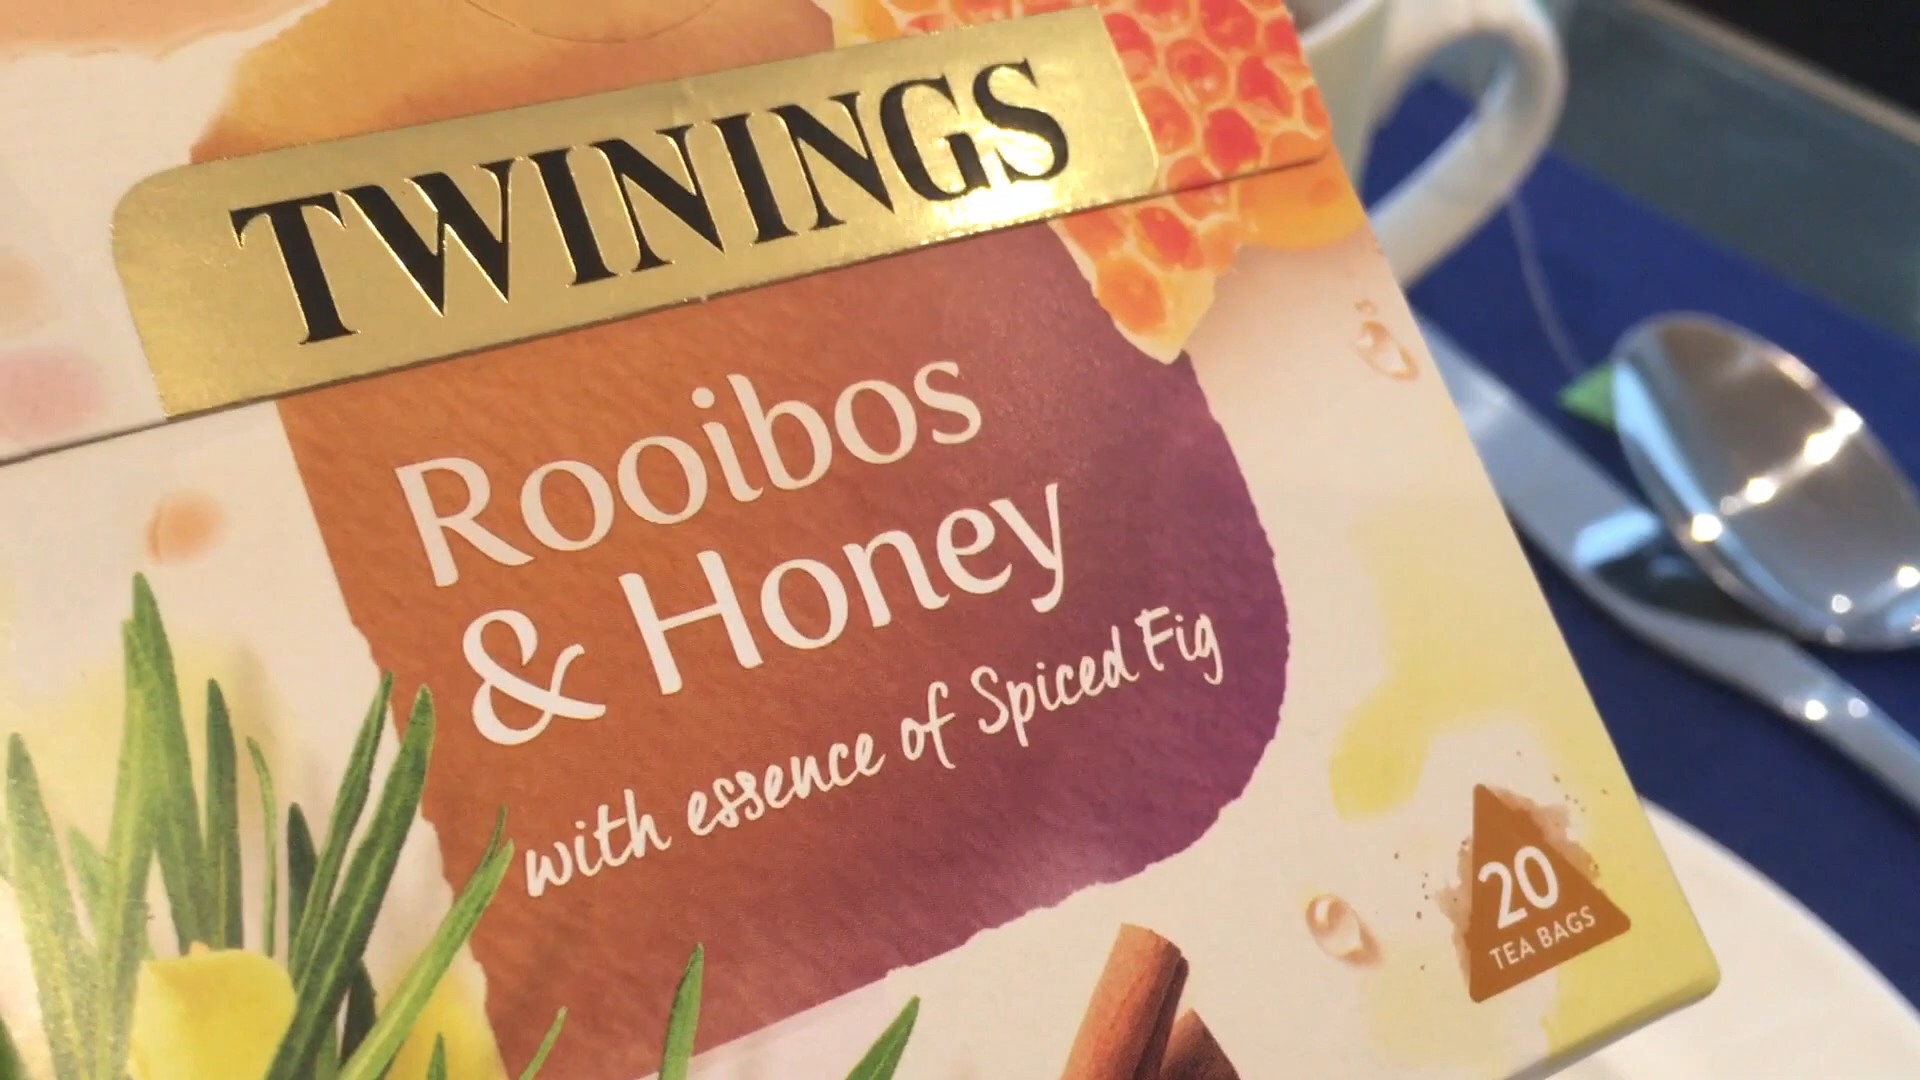 TWININGS
Rooibos
& Honey
with essence of Spiced Fig
20
TEA BAGS